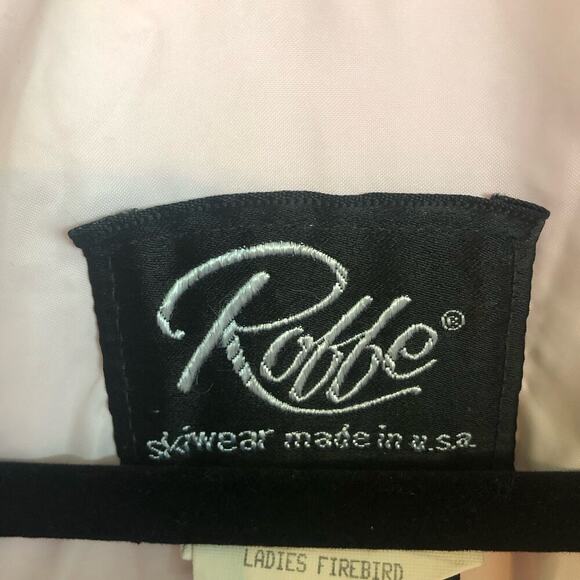 Roffe®
skiwear made in u.s.a.
LADIES FIREBIRD